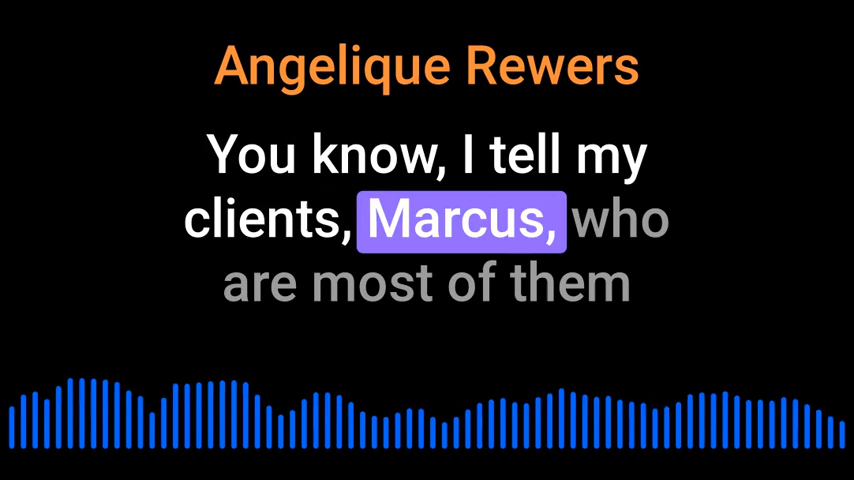 Angelique Rewers
You know, I tell my
clients, Marcus, who
are most of them